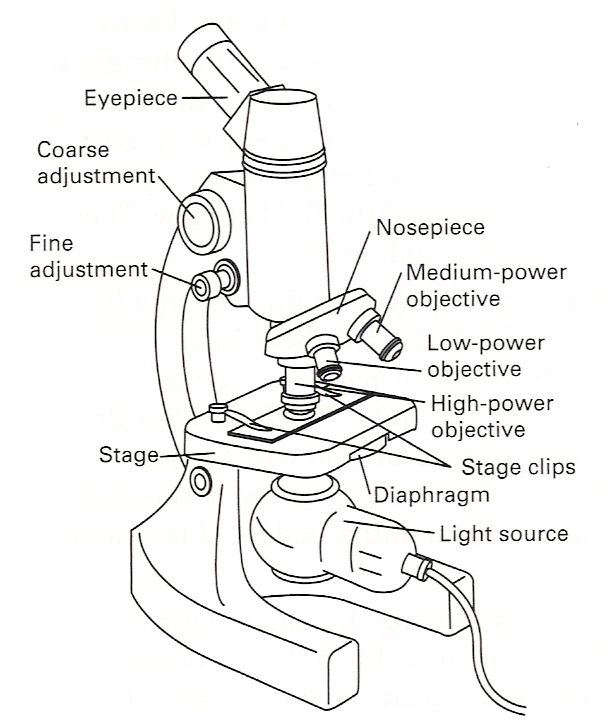 Eyepiece
Coarse
adjustment
Fine
adjustment
Nosepiece
Medium-power
objective
Low-power
objective
High-power
objective
Stage
Stage clips
Diaphragm
Light source